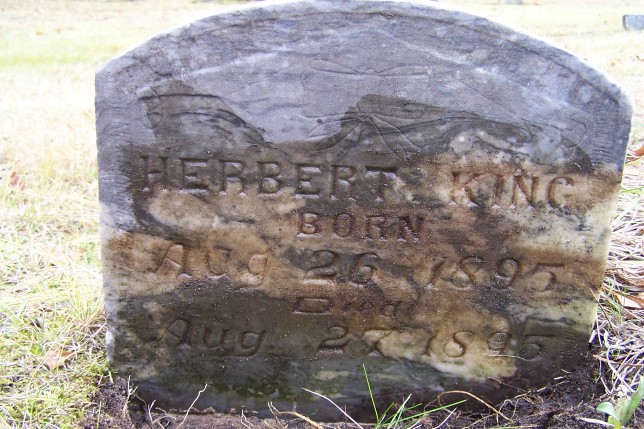 HERBERT. KING
BORN
Aug 26 1895
Died
Aug 27 1895